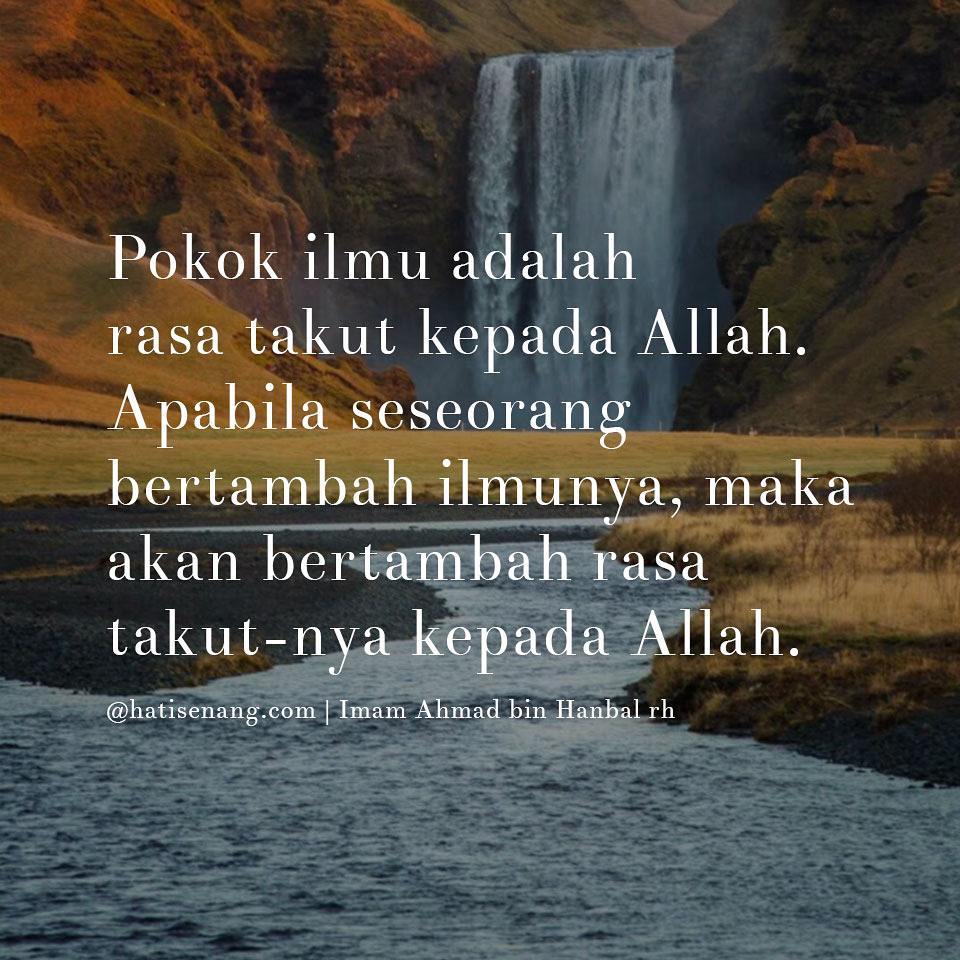 Pokok ilmu adalah
rasa takut kepada Allah.
Apabila seseorang
bertambah ilmunya, maka
akan bertambah rasa
takut-nya kepada Allah.
@hatisenang.com | Imam Ahmad bin Hanbal rh